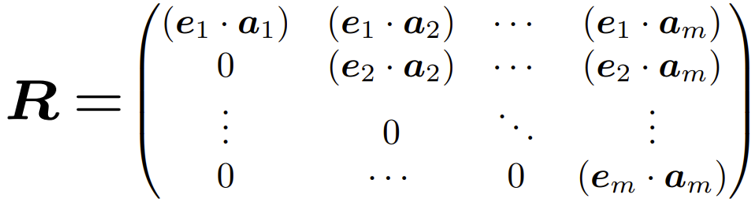 R = ( (e₁ · a₁) (e₁ · a₂) ⋯ (e₁ · aₘ)
0 (e₂ · a₂) ⋯ (e₂ · aₘ)
⋮ 0 ⋱ ⋮
0 ⋯ 0 (eₘ · aₘ) )